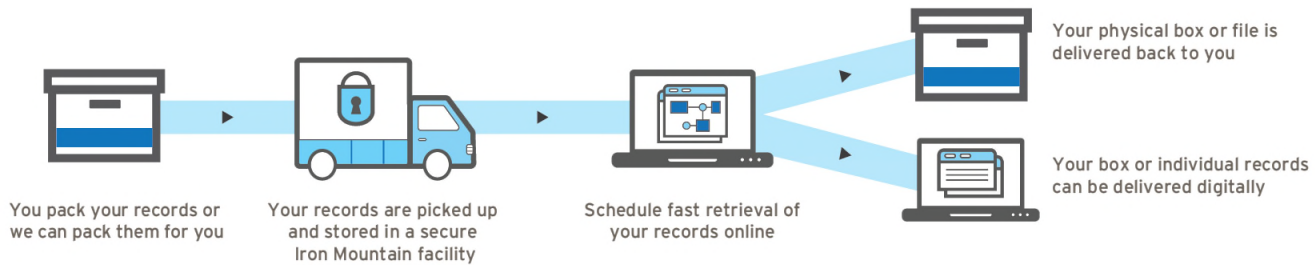 You pack your records or
we can pack them for you
Your records are picked up
and stored in a secure
Iron Mountain facility
Schedule fast retrieval of
your records online
Your physical box or file is
delivered back to you
Your box or individual records
can be delivered digitally